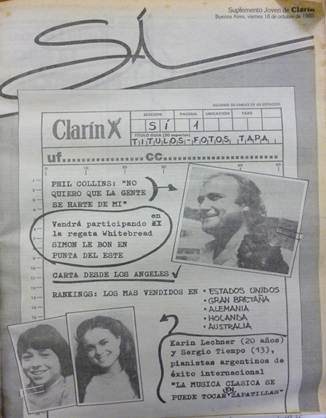 Suplemento Joven de Clarín
Buenos Aires, viernes 18 de octubre de 1985
SÍ
Clarín X
SECCION
PAGINA
UBICACION
TAPA
Sí
1
TITULOS-FOTOS TAPA
uf.............cc.............
PHIL COLLINS: "NO
QUIERO QUE LA GENTE
SE HARTE DE MI"
Vendrá participando en
la regata Whitebread
SIMON LE BON EN
PUNTA DEL ESTE
CARTA DESDE LOS ANGELES
RANKINGS: LOS MAS VENDIDOS EN
• ESTADOS UNIDOS
• GRAN BRETAÑA
• ALEMANIA
• HOLANDA
• AUSTRALIA
Karin Lechner (20 años)
y Sergio Tiempo (13),
pianistas argentinos de
éxito internacional
"LA MUSICA CLASICA SE
PUEDE TOCAR EN ZAPATILLAS"